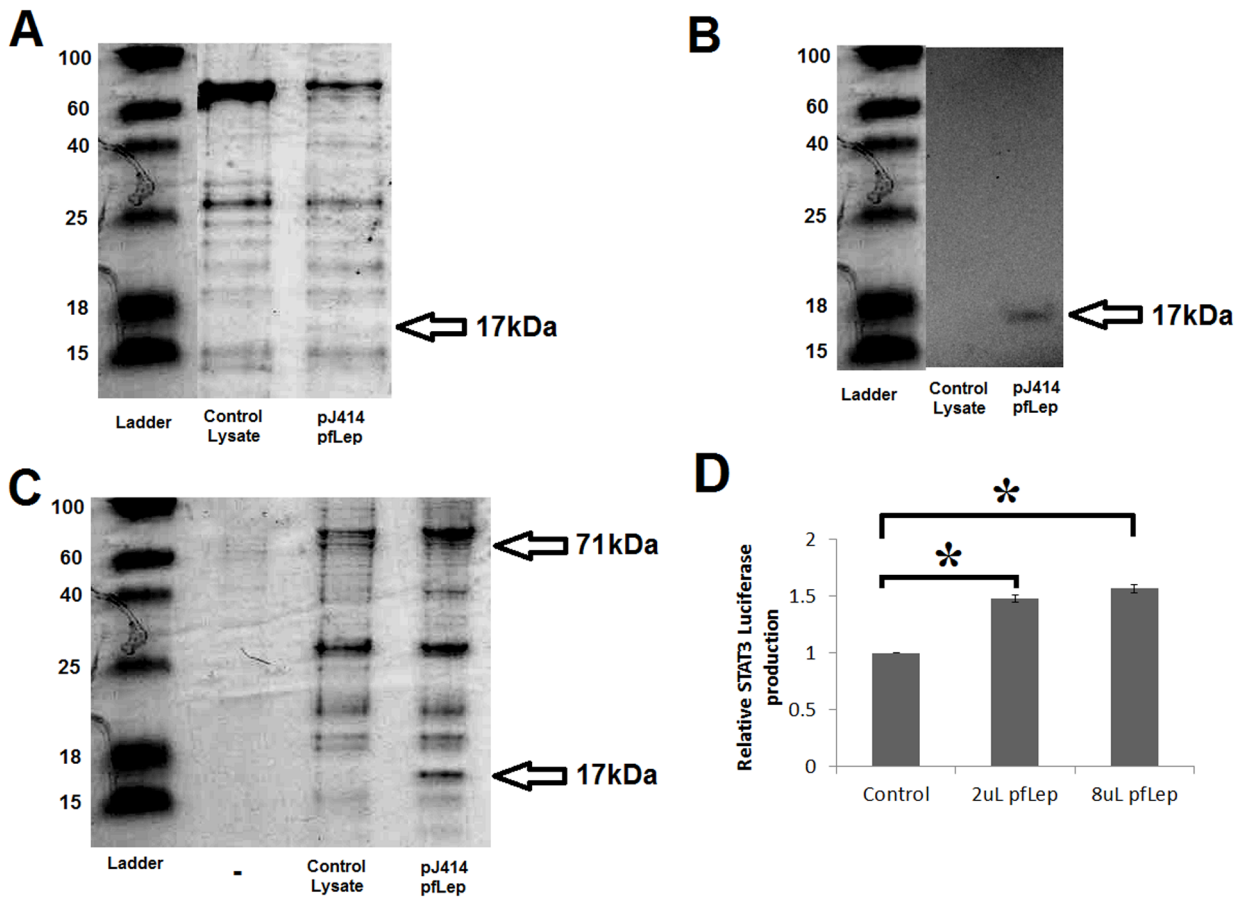 A
100
60
40
25
18
15
17kDa
Ladder
Control
Lysate
pJ414
pfLep
B
100
60
40
25
18
15
17kDa
Ladder
Control
Lysate
pJ414
pfLep
C
100
60
40
25
18
15
71kDa
17kDa
Ladder
-
Control
Lysate
pJ414
pfLep
D
*
*
Relative STAT3 Luciferase
production
2
1.5
1
0.5
0
Control
2uL pfLep
8uL pfLep